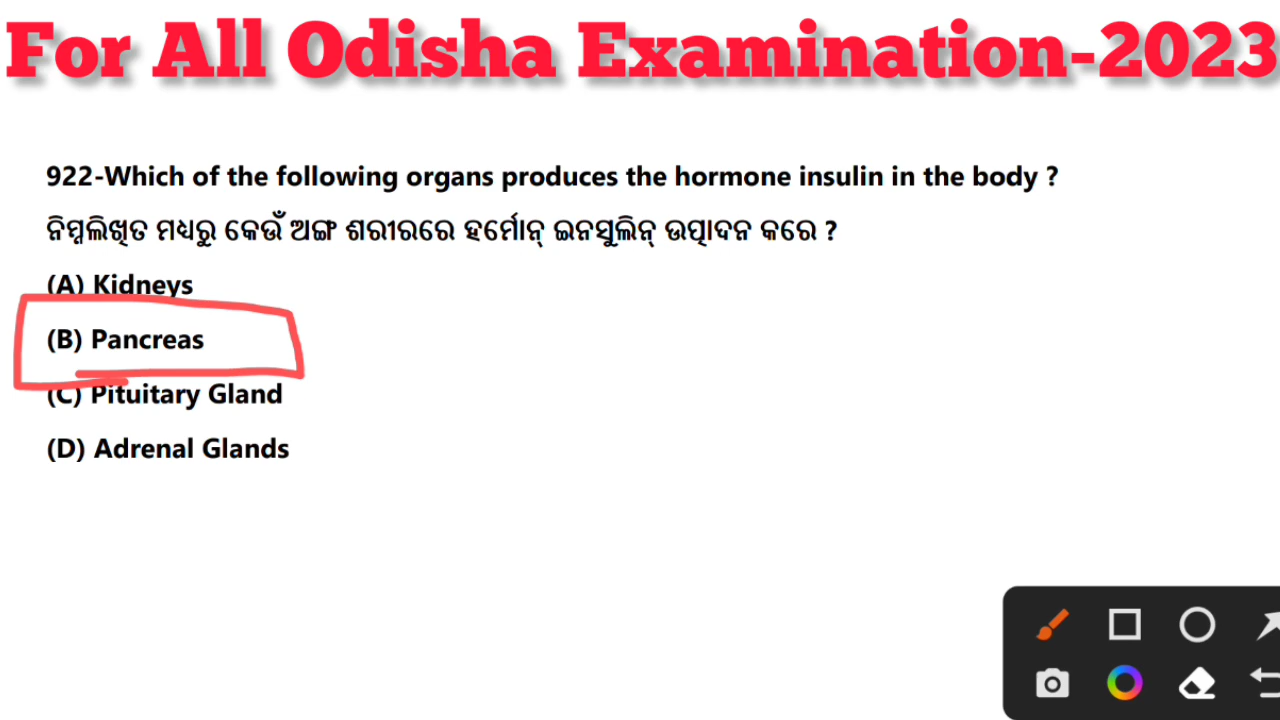 For All Odisha Examination-2023
922-Which of the following organs produces the hormone insulin in the body ?
ନିମ୍ନଲିଖିତ ମଧ୍ୟରୁ କେଉଁ ଅଙ୍ଗ ଶରୀରରେ ହର୍ମୋନ୍ ଇନସୁଲିନ୍ ଉତ୍ପାଦନ କରେ ?
(A) Kidneys
(B) Pancreas
(C) Pituitary Gland
(D) Adrenal Glands